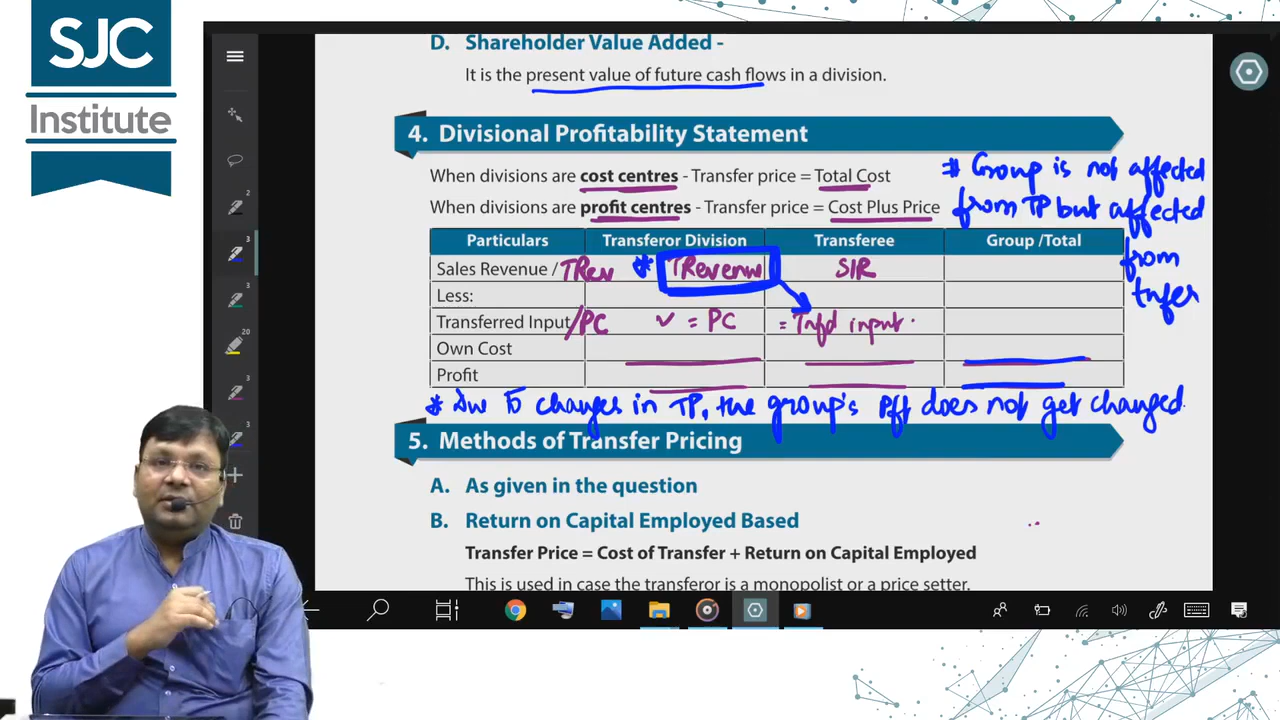 SJC
Institute
D. Shareholder Value Added -
It is the present value of future cash flows in a division.
4. Divisional Profitability Statement
When divisions are cost centres - Transfer price = Total Cost
When divisions are profit centres - Transfer price = Cost Plus Price
# Group is not affected
from TP but affected
from
tnfer
Particulars Transferor Division Transferee Group /Total
Sales Revenue / TRev * TRevenue SIR
Less:
Transferred Input /PC ✓ = PC = Tnfd input.
Own Cost
Profit
* Due to changes in TP, the group's pft does not get changed.
5. Methods of Transfer Pricing
A. As given in the question
B. Return on Capital Employed Based
Transfer Price = Cost of Transfer + Return on Capital Employed
This is used in case the transferor is a monopolist or a price setter.